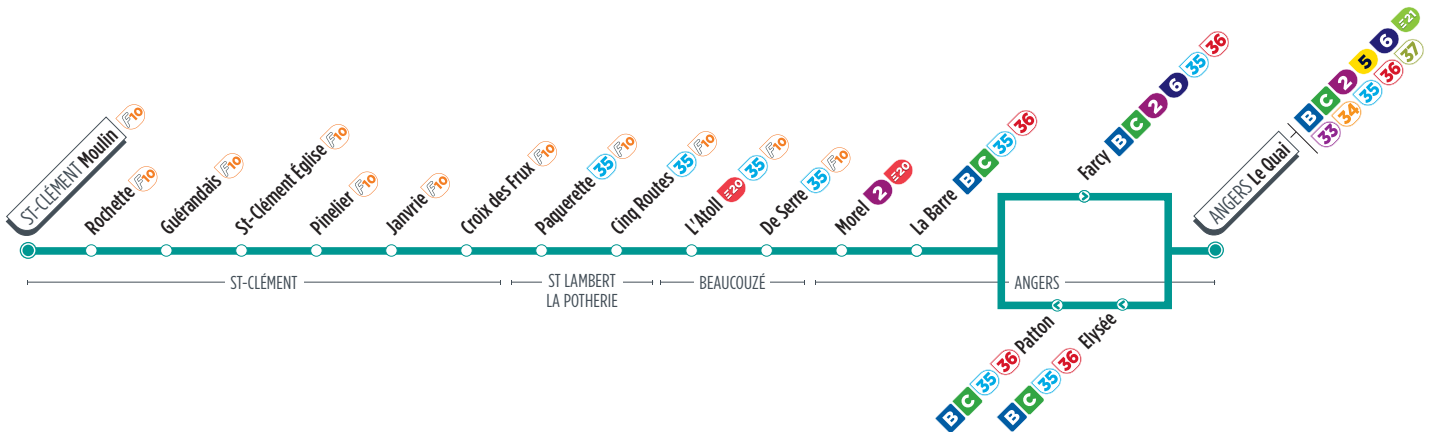 ST-CLÉMENT Moulin F10
Rochette F10
Guérandais F10
St-Clément Église F10
Pinelier F10
Janvrie F10
Croix des Frux F10
Paquerette 35 F10
Cinq Routes 35 F10
L'Atoll E20 35 F10
De Serre 35 F10
Morel 2 E20
La Barre B C 35 36
Farcy B C 2 6 35 36
ANGERS Le Quai
B C 2 5 6 E21
33 34 35 36 37
ST-CLÉMENT
ST LAMBERT
LA POTHERIE
BEAUCOUZÉ
ANGERS
B C 35 36 Patton
B C 35 36 Elysée